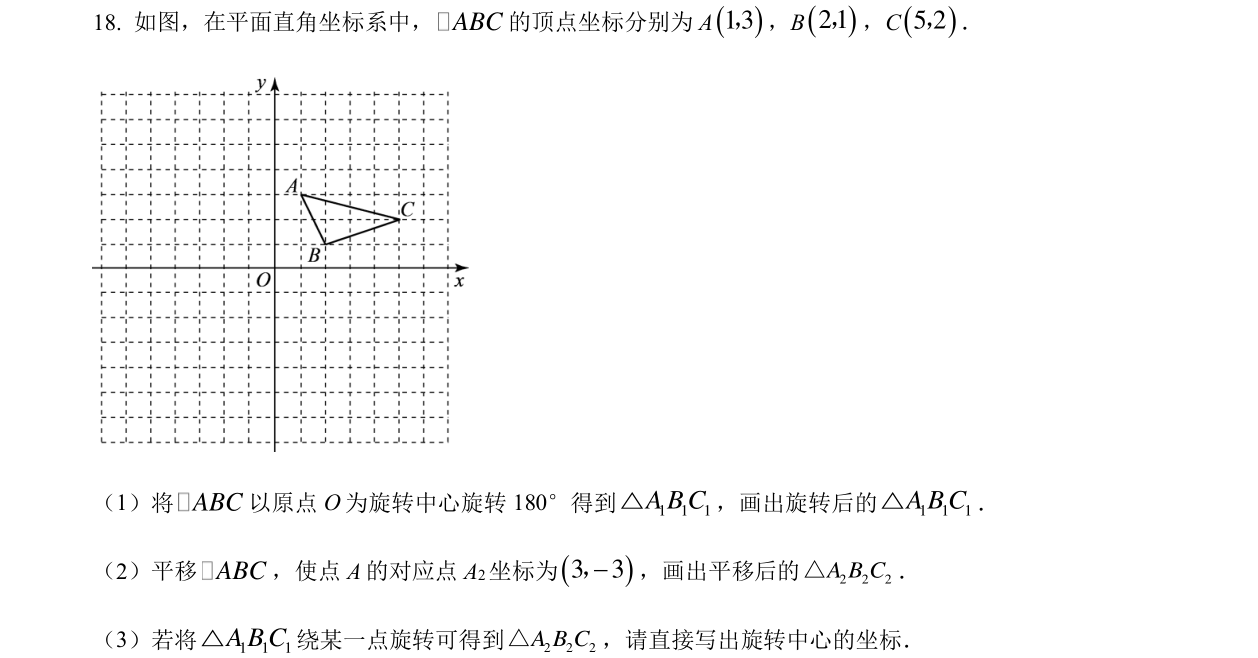 18. 如图，在平面直角坐标系中，□ABC 的顶点坐标分别为 A(1,3)，B(2,1)，C(5,2)．
y
A
C
B
O
x
（1）将□ABC 以原点 O 为旋转中心旋转 180° 得到△A₁B₁C₁，画出旋转后的△A₁B₁C₁．
（2）平移□ABC，使点 A 的对应点 A₂ 坐标为(3,−3)，画出平移后的△A₂B₂C₂．
（3）若将△A₁B₁C₁ 绕某一点旋转可得到△A₂B₂C₂，请直接写出旋转中心的坐标．